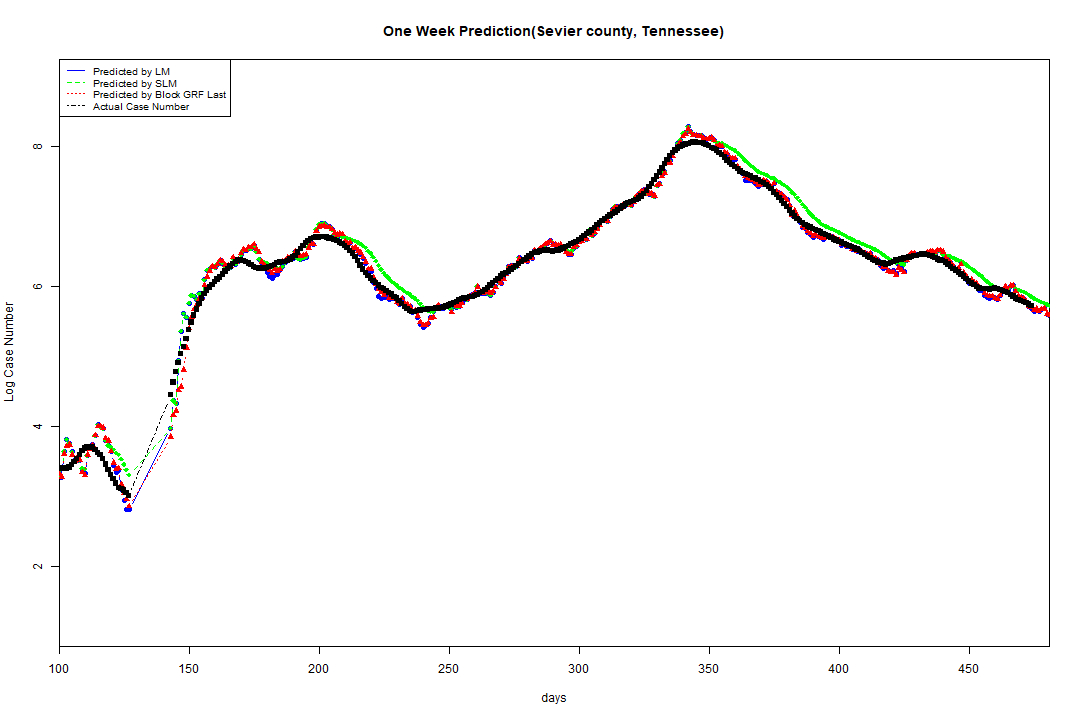 One Week Prediction(Sevier county, Tennessee)
Predicted by LM
Predicted by SLM
Predicted by Block GRF Last
Actual Case Number
8
6
4
2
Log Case Number
100 150 200 250 300 350 400 450
days